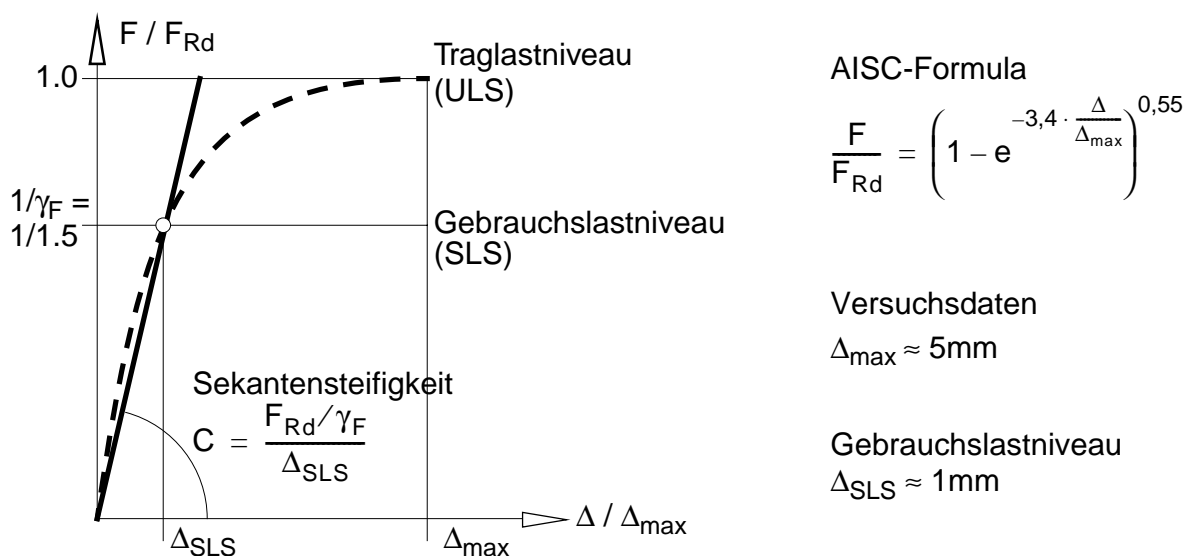 F / F_Rd
1.0
Traglastniveau
(ULS)
1/γ_F =
1/1.5
Gebrauchslastniveau
(SLS)
Sekantensteifigkeit
C = (F_Rd / γ_F) / Δ_SLS
Δ_SLS
Δ_max
Δ / Δ_max
AISC-Formula
F / F_Rd = (1 – e^(–3,4 · Δ / Δ_max))^0,55
Versuchsdaten
Δ_max ≈ 5mm
Gebrauchslastniveau
Δ_SLS ≈ 1mm